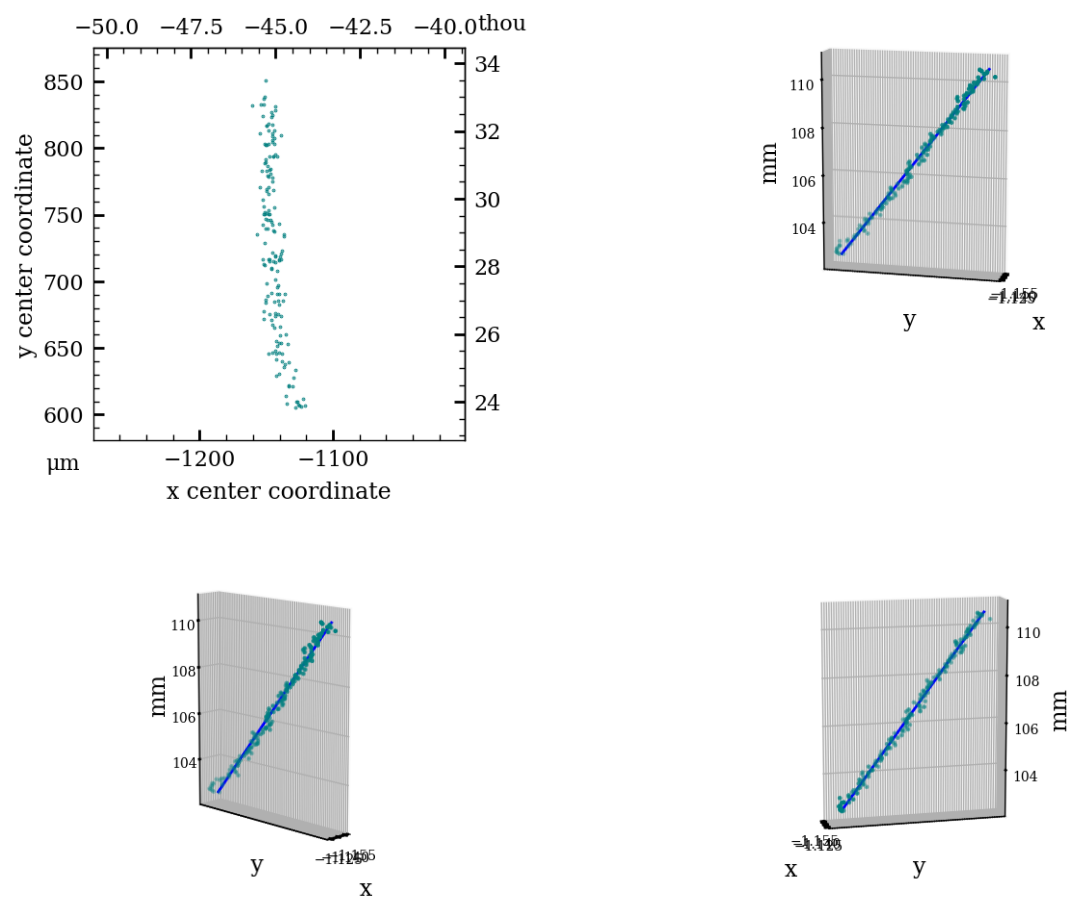 −50.0 −47.5 −45.0 −42.5 −40.0 thou
850
800
750
700
650
600
y center coordinate
34
32
30
28
26
24
μm
−1200 −1100
x center coordinate
110
108
106
104
mm
y
x
110
108
106
104
mm
y
x
110
108
106
104
mm
x
y